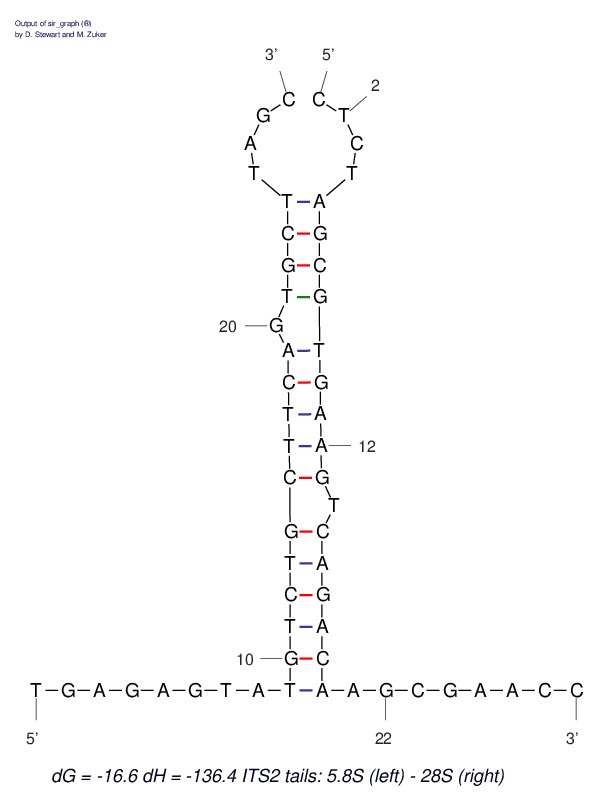 Output of sir_graph (®)
by D. Stewart and M. Zuker
3’ 5’
2
C C
G T
A C
T T
T A
C G
G C
T G
20 G
A T
C G
T A
T A 12
C G
T
G C
T A
C G
T A
10 G C
T-G-A-G-A-G-T-A-T A-A-G-C-G-A-A-C-C
5’ 22 3’
dG = -16.6 dH = -136.4 ITS2 tails: 5.8S (left) - 28S (right)